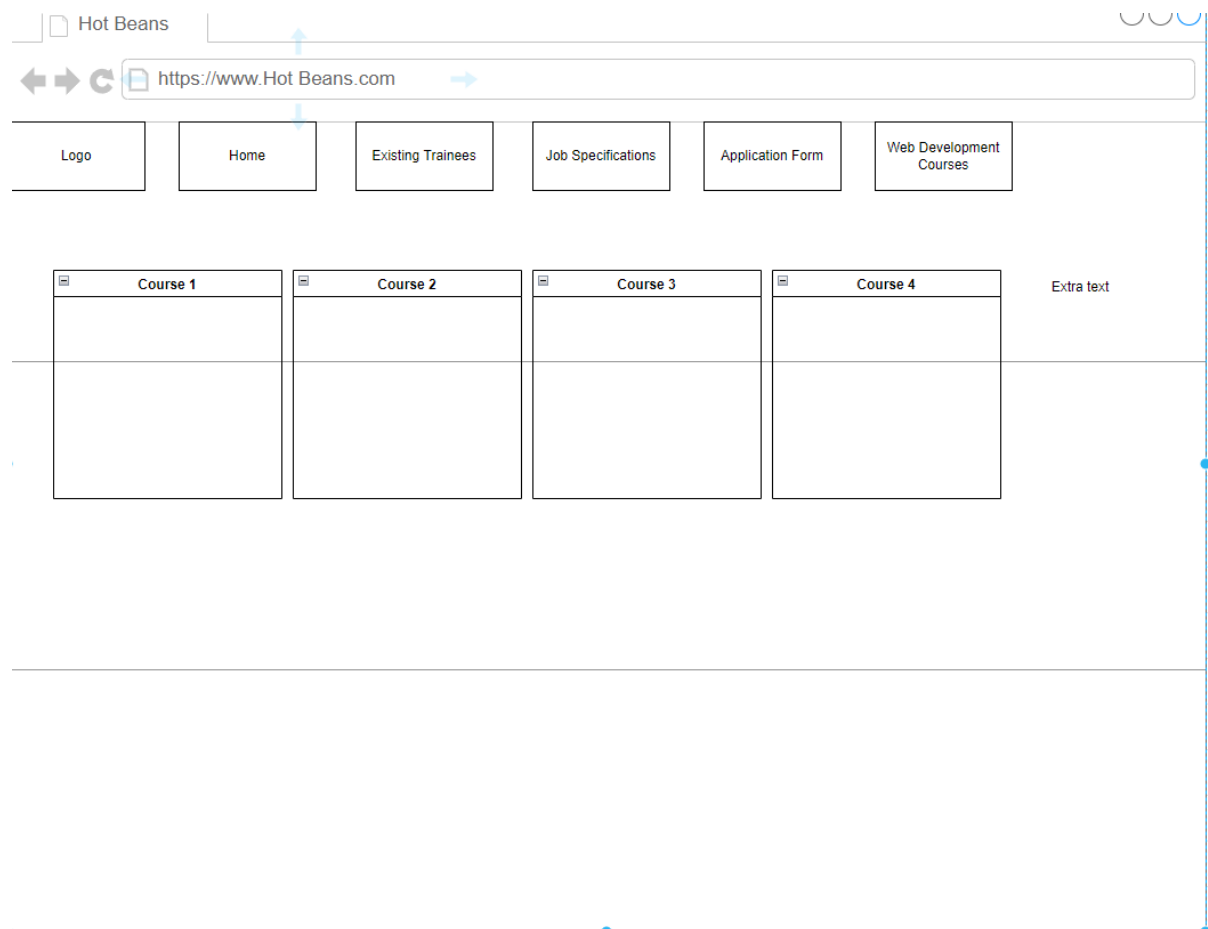 Hot Beans
https://www.Hot Beans.com
Logo
Home
Existing Trainees
Job Specifications
Application Form
Web Development
Courses
Course 1
Course 2
Course 3
Course 4
Extra text